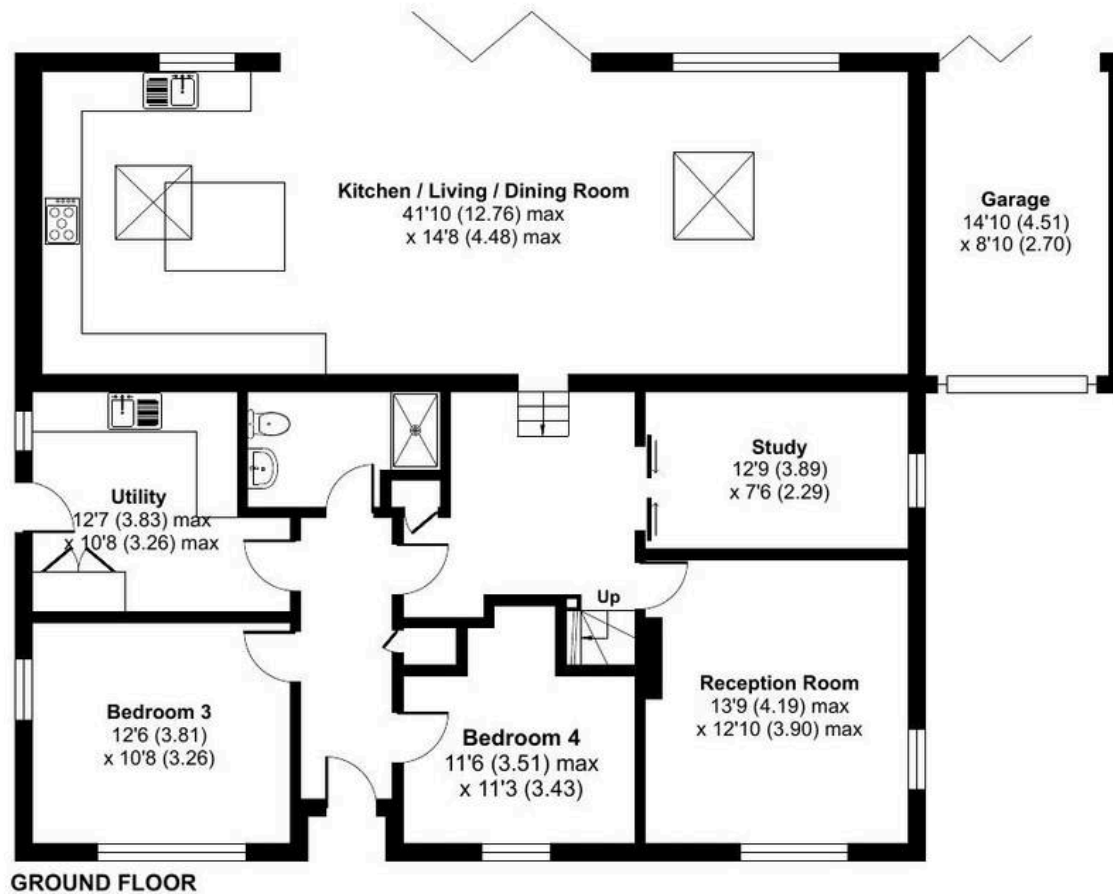 Kitchen / Living / Dining Room
41'10 (12.76) max
x 14'8 (4.48) max
Garage
14'10 (4.51)
x 8'10 (2.70)
Study
12'9 (3.89)
x 7'6 (2.29)
Utility
12'7 (3.83) max
x 10'8 (3.26) max
Up
Reception Room
13'9 (4.19) max
x 12'10 (3.90) max
Bedroom 3
12'6 (3.81)
x 10'8 (3.26)
Bedroom 4
11'6 (3.51) max
x 11'3 (3.43)
GROUND FLOOR